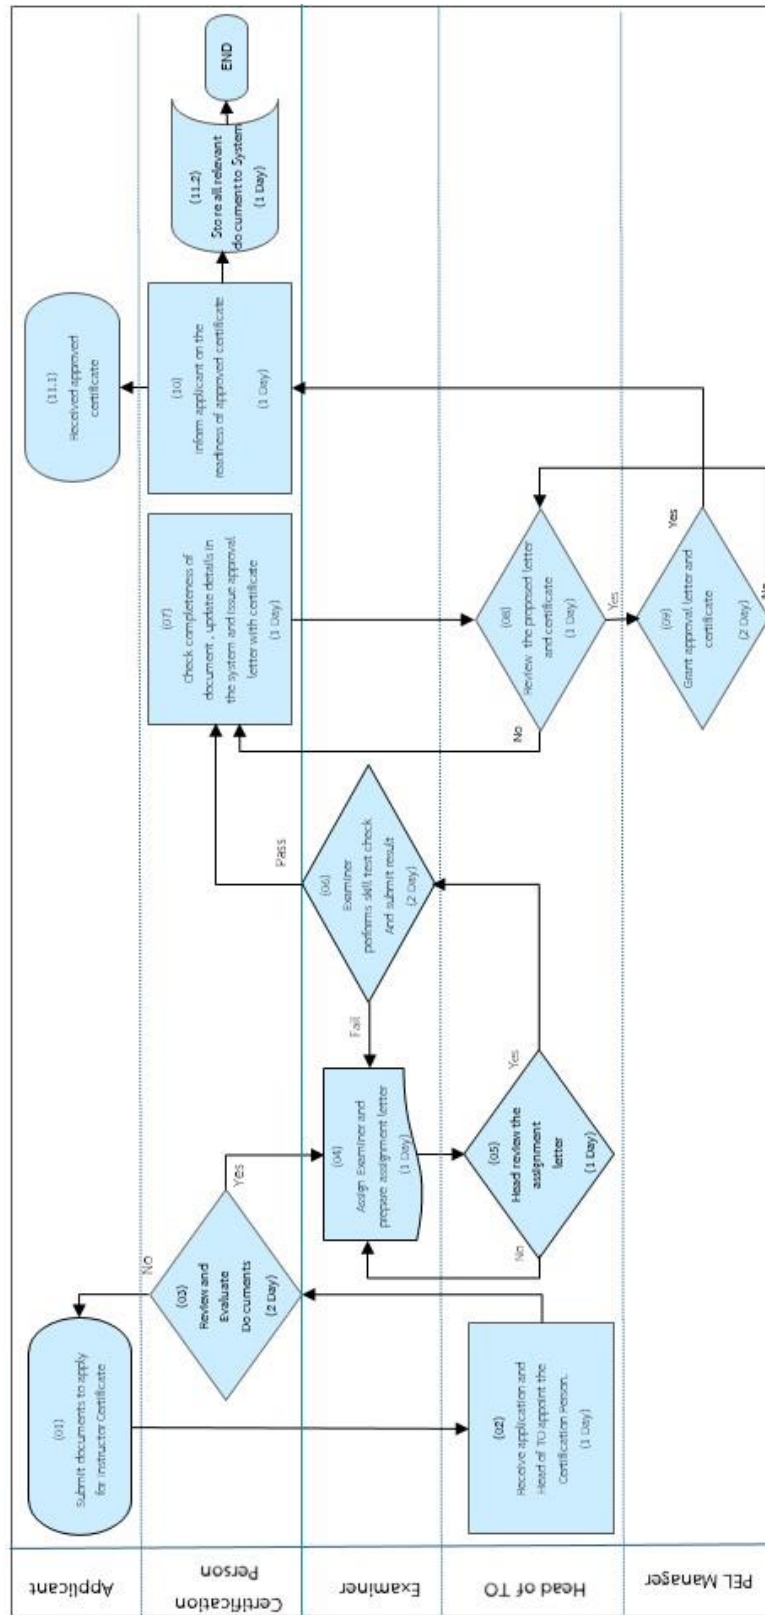 Applicant
Certification
Person
Examiner
Head of TO
PEL Manager
(01)
Submit documents to apply
for Instructor Certificate
(02)
Receive application and
Head of TO appoint the
Certification Person.
(1 Day)
(03)
Review and
Evaluate
Documents
(2 Day)
No
Yes
(04)
Assign Examiner and
prepare assignment letter
(1 Day)
(05)
Head review the
assignment
letter
(1 Day)
No
Yes
(06)
Examiner
performs skill test check
And submit result
(2 Day)
Fail
Pass
(07)
Check completeness of
document , update details in
the system and issue approval
letter with certificate
(1 Day)
(08)
Review the proposed letter
and certificate
(1 Day)
No
Yes
(09)
Grant approval letter and
certificate
(2 Day)
Yes
No
(10)
Inform applicant on the
readiness of approved certificate
(1 Day)
(11.1)
Received approved
certificate
(11.2)
Store all relevant
document to System
(1 Day)
END